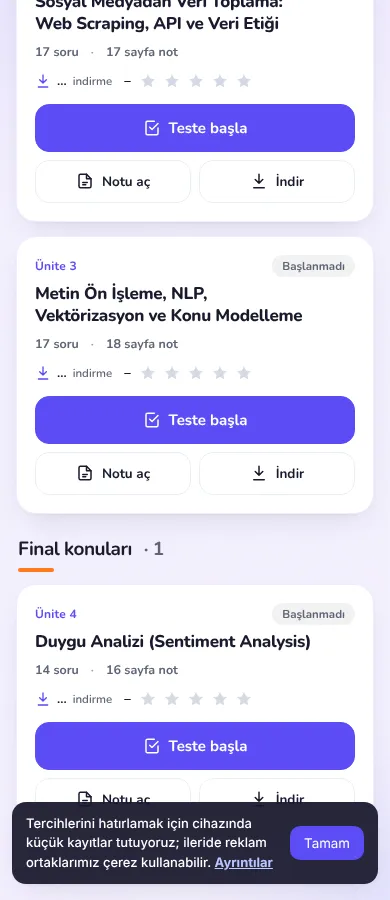 Sosyal Medyadan Veri Toplama:
Web Scraping, API ve Veri Etiği
17 soru · 17 sayfa not
... indirme –
Teste başla
Notu aç
İndir
Ünite 3
Başlanmadı
Metin Ön İşleme, NLP,
Vektörizasyon ve Konu Modelleme
17 soru · 18 sayfa not
... indirme –
Teste başla
Notu aç
İndir
Final konuları · 1
Ünite 4
Başlanmadı
Duygu Analizi (Sentiment Analysis)
14 soru · 16 sayfa not
... indirme –
Teste başla
Notu aç
İndir
Tercihlerini hatırlamak için cihazında
küçük kayıtlar tutuyoruz; ileride reklam
ortaklarımız çerez kullanabilir. Ayrıntılar
Tamam